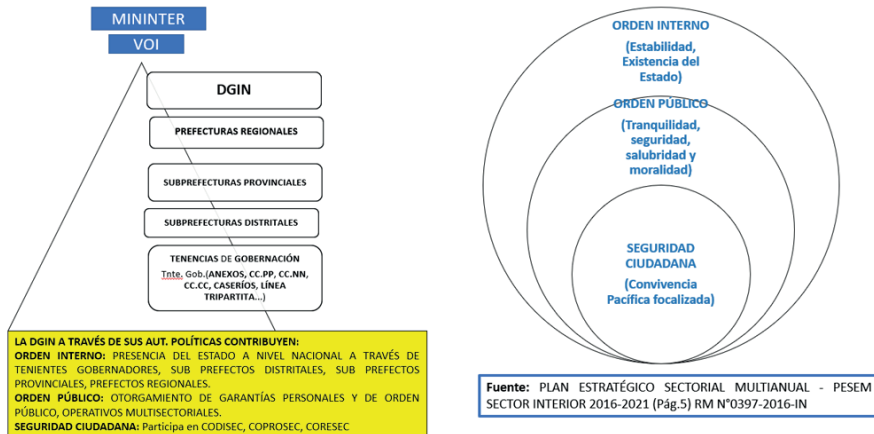 MININTER
VOI
DGIN
PREFECTURAS REGIONALES
SUBPREFECTURAS PROVINCIALES
SUBPREFECTURAS DISTRITALES
TENENCIAS DE GOBERNACIÓN
Tnte. Gob.(ANEXOS, CC.PP, CC.NN,
CC.CC, CASERÍOS, LÍNEA
TRIPARTITA...)
LA DGIN A TRAVÉS DE SUS AUT. POLÍTICAS CONTRIBUYEN:
ORDEN INTERNO: PRESENCIA DEL ESTADO A NIVEL NACIONAL A TRAVÉS DE
TENIENTES GOBERNADORES, SUB PREFECTOS DISTRITALES, SUB PREFECTOS
PROVINCIALES, PREFECTOS REGIONALES.
ORDEN PÚBLICO: OTORGAMIENTO DE GARANTÍAS PERSONALES Y DE ORDEN
PÚBLICO, OPERATIVOS MULTISECTORIALES.
SEGURIDAD CIUDADANA: Participa en CODISEC, COPROSEC, CORESEC
ORDEN INTERNO
(Estabilidad,
Existencia del
Estado)
ORDEN PÚBLICO
(Tranquilidad,
seguridad,
salubridad y
moralidad)
SEGURIDAD
CIUDADANA
(Convivencia
Pacífica focalizada)
Fuente: PLAN ESTRATÉGICO SECTORIAL MULTIANUAL - PESEM
SECTOR INTERIOR 2016-2021 (Pág.5) RM N°0397-2016-IN